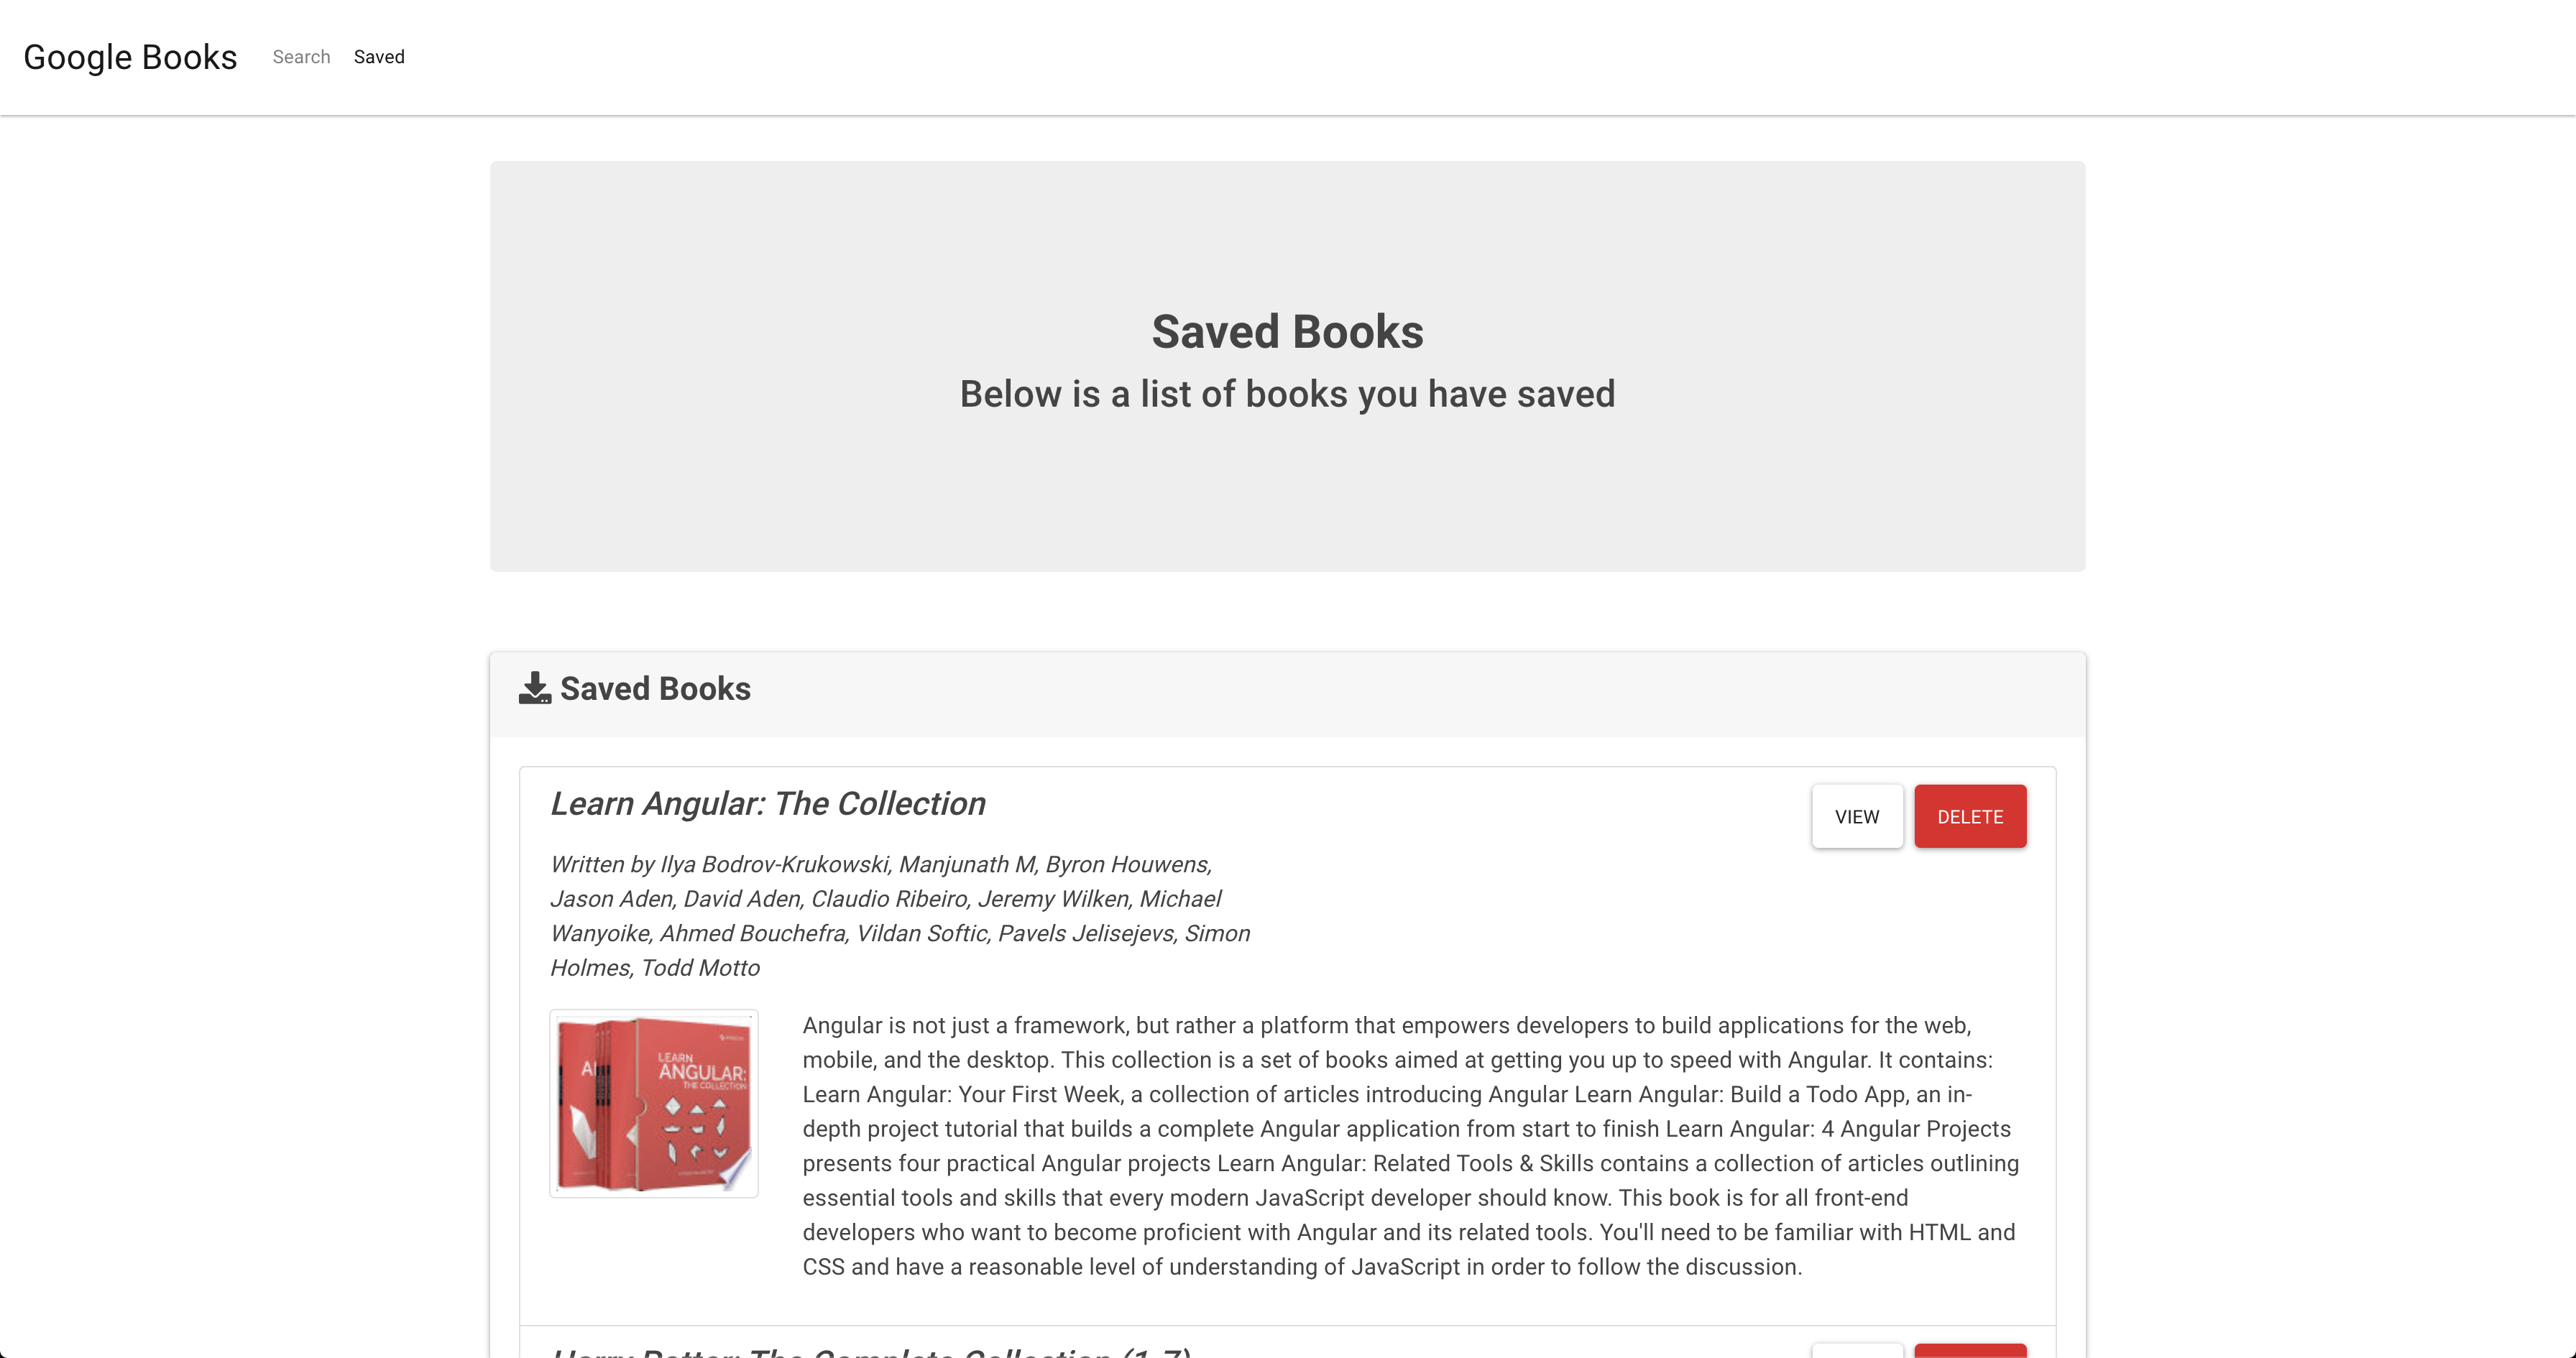 Google Books Search Saved
Saved Books
Below is a list of books you have saved
Saved Books
Learn Angular: The Collection
VIEW DELETE
Written by Ilya Bodrov-Krukowski, Manjunath M, Byron Houwens,
Jason Aden, David Aden, Claudio Ribeiro, Jeremy Wilken, Michael
Wanyoike, Ahmed Bouchefra, Vildan Softic, Pavels Jelisejevs, Simon
Holmes, Todd Motto
LEARN
ANGULAR:
THE COLLECTION
Angular is not just a framework, but rather a platform that empowers developers to build applications for the web,
mobile, and the desktop. This collection is a set of books aimed at getting you up to speed with Angular. It contains:
Learn Angular: Your First Week, a collection of articles introducing Angular Learn Angular: Build a Todo App, an in-
depth project tutorial that builds a complete Angular application from start to finish Learn Angular: 4 Angular Projects
presents four practical Angular projects Learn Angular: Related Tools & Skills contains a collection of articles outlining
essential tools and skills that every modern JavaScript developer should know. This book is for all front-end
developers who want to become proficient with Angular and its related tools. You'll need to be familiar with HTML and
CSS and have a reasonable level of understanding of JavaScript in order to follow the discussion.
Harry Potter: The Complete Collection (1-7)